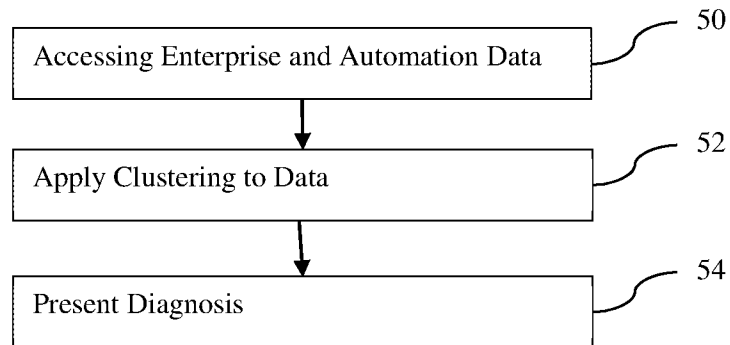 50
Accessing Enterprise and Automation Data
52
Apply Clustering to Data
54
Present Diagnosis